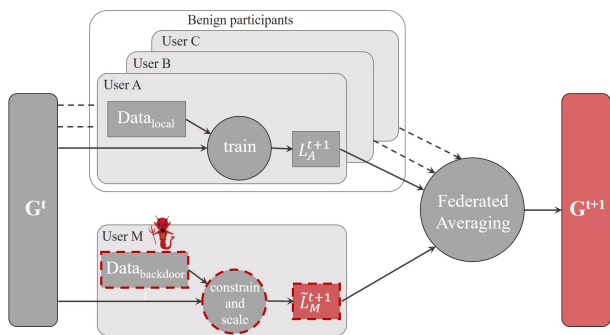 Benign participants
User C
User B
User A
Data_local
train
L_A^{t+1}
G^t
Federated
Averaging
G^{t+1}
User M
Data_backdoor
constrain
and
scale
L̃_M^{t+1}